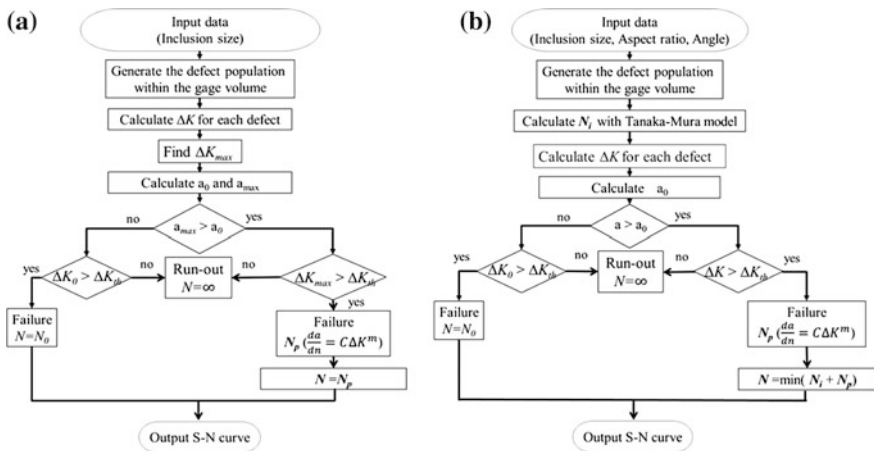 (a)
Input data
(Inclusion size)
Generate the defect population
within the gage volume
Calculate ΔK for each defect
Find ΔK_max
Calculate a_0 and a_max
no
a_max > a_0
yes
yes
ΔK_0 > ΔK_th
no
Run-out
N=∞
no
ΔK_max > ΔK_th
yes
Failure
N=N_0
Failure
N_p (da/dn = CΔK^m)
N = N_p
Output S-N curve
(b)
Input data
(Inclusion size, Aspect ratio, Angle)
Generate the defect population
within the gage volume
Calculate N_i with Tanaka-Mura model
Calculate ΔK for each defect
Calculate a_0
no
a > a_0
yes
yes
ΔK_0 > ΔK_th
no
Run-out
N=∞
no
ΔK > ΔK_th
yes
Failure
N=N_0
Failure
N_p (da/dn = CΔK^m)
N =min( N_i + N_p)
Output S-N curve